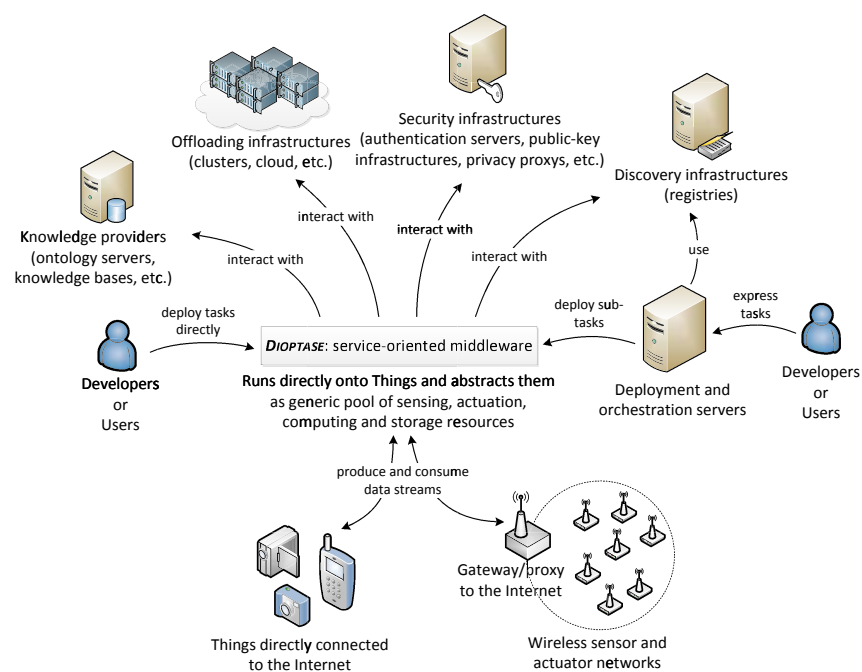 Offloading infrastructures
(clusters, cloud, etc.)
Security infrastructures
(authentication servers, public-key
infrastructures, privacy proxys, etc.)
Discovery infrastructures
(registries)
Knowledge providers
(ontology servers,
knowledge bases, etc.)
interact with
interact with
interact with
interact with
use
deploy tasks
directly
deploy sub-
tasks
express
tasks
DIOPTASE: service-oriented middleware
Developers
or
Users
Runs directly onto Things and abstracts them
as generic pool of sensing, actuation,
computing and storage resources
Deployment and
orchestration servers
Developers
or
Users
produce and consume
data streams
Gateway/proxy
to the Internet
Things directly connected
to the Internet
Wireless sensor and
actuator networks